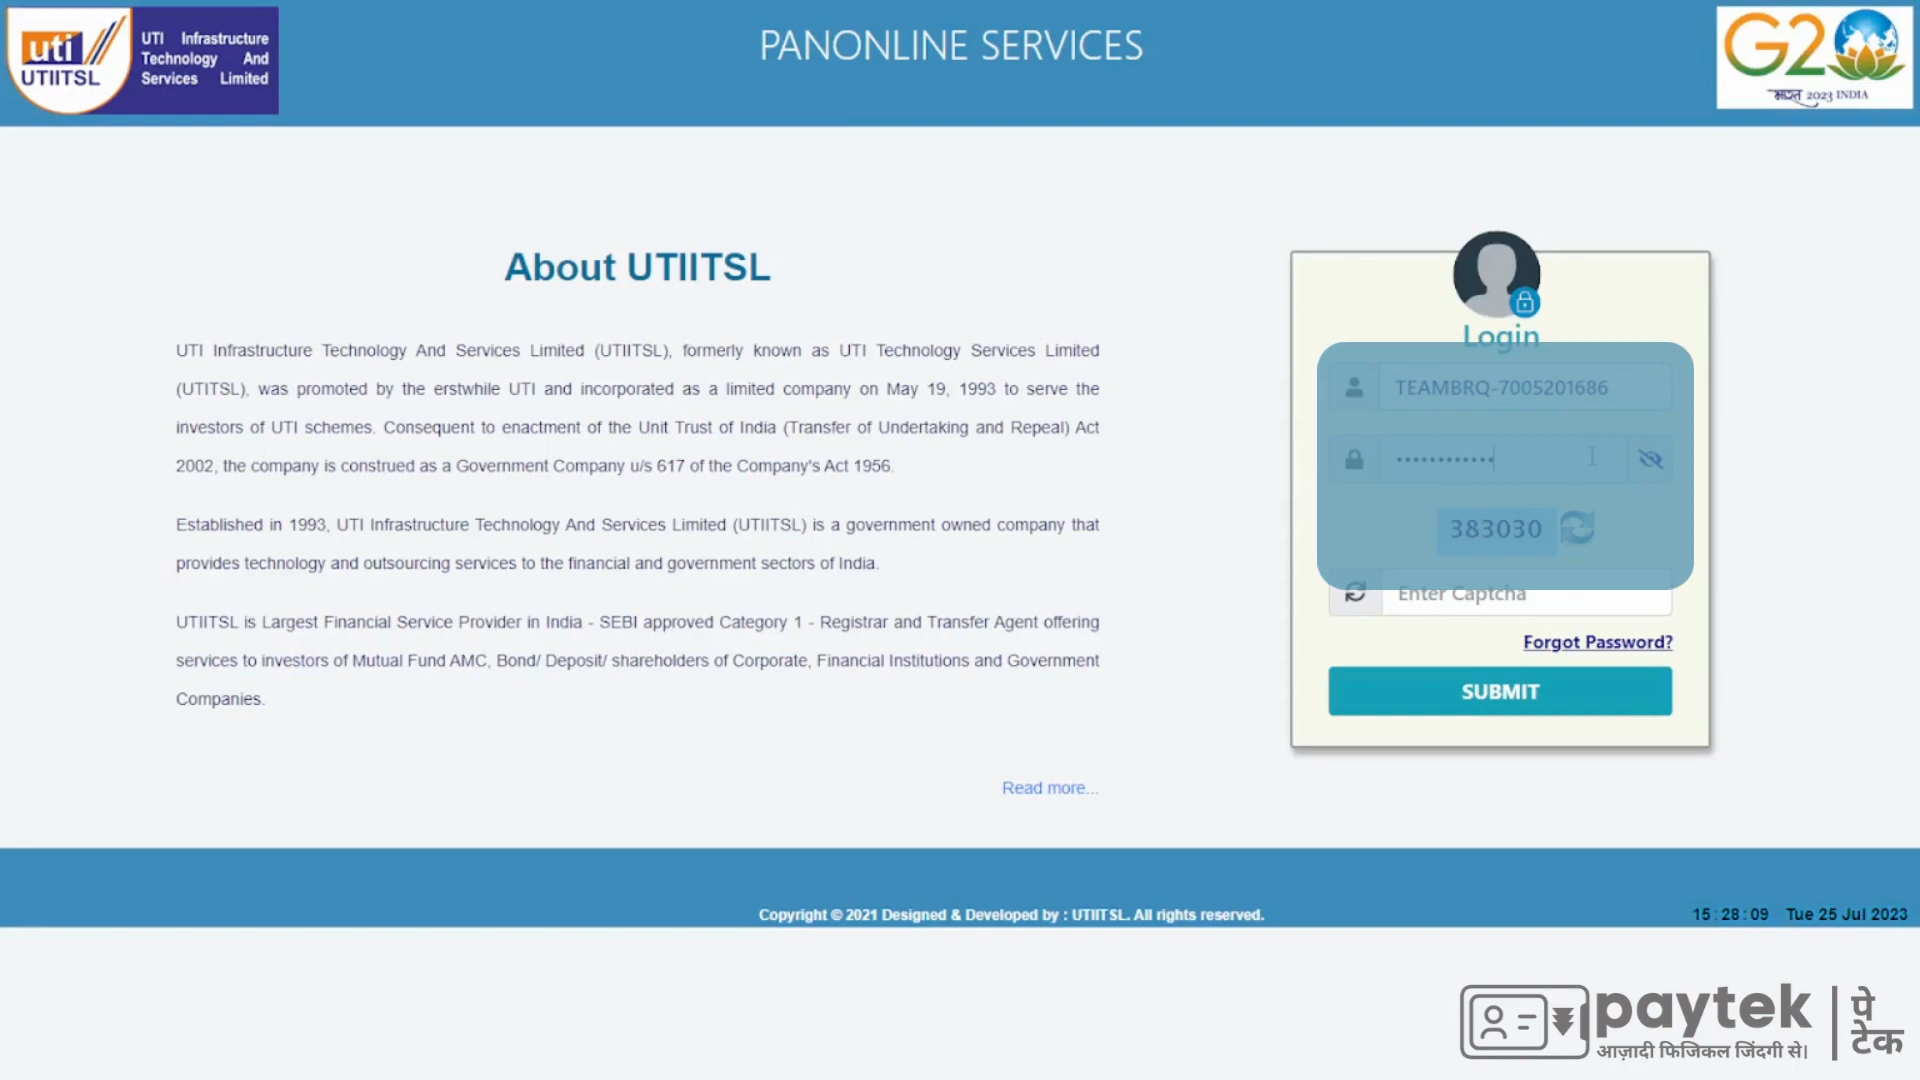 uti
UTIITSL
UTI Infrastructure
Technology And
Services Limited
PANONLINE SERVICES
G20
भारत 2023 INDIA
About UTIITSL
UTI Infrastructure Technology And Services Limited (UTIITSL), formerly known as UTI Technology Services Limited
(UTITSL), was promoted by the erstwhile UTI and incorporated as a limited company on May 19, 1993 to serve the
investors of UTI schemes. Consequent to enactment of the Unit Trust of India (Transfer of Undertaking and Repeal) Act
2002, the company is construed as a Government Company u/s 617 of the Company's Act 1956.
Established in 1993, UTI Infrastructure Technology And Services Limited (UTIITSL) is a government owned company that
provides technology and outsourcing services to the financial and government sectors of India.
UTIITSL is Largest Financial Service Provider in India - SEBI approved Category 1 - Registrar and Transfer Agent offering
services to investors of Mutual Fund AMC, Bond/ Deposit/ shareholders of Corporate, Financial Institutions and Government
Companies.
Read more...
Login
TEAMBRQ-7005201686
••••••••••••
383030
Enter Captcha
Forgot Password?
SUBMIT
Copyright © 2021 Designed & Developed by : UTIITSL. All rights reserved.
15 : 28 : 09 Tue 25 Jul 2023
paytek
आज़ादी फिजिकल जिंदगी से।
पे
टेक